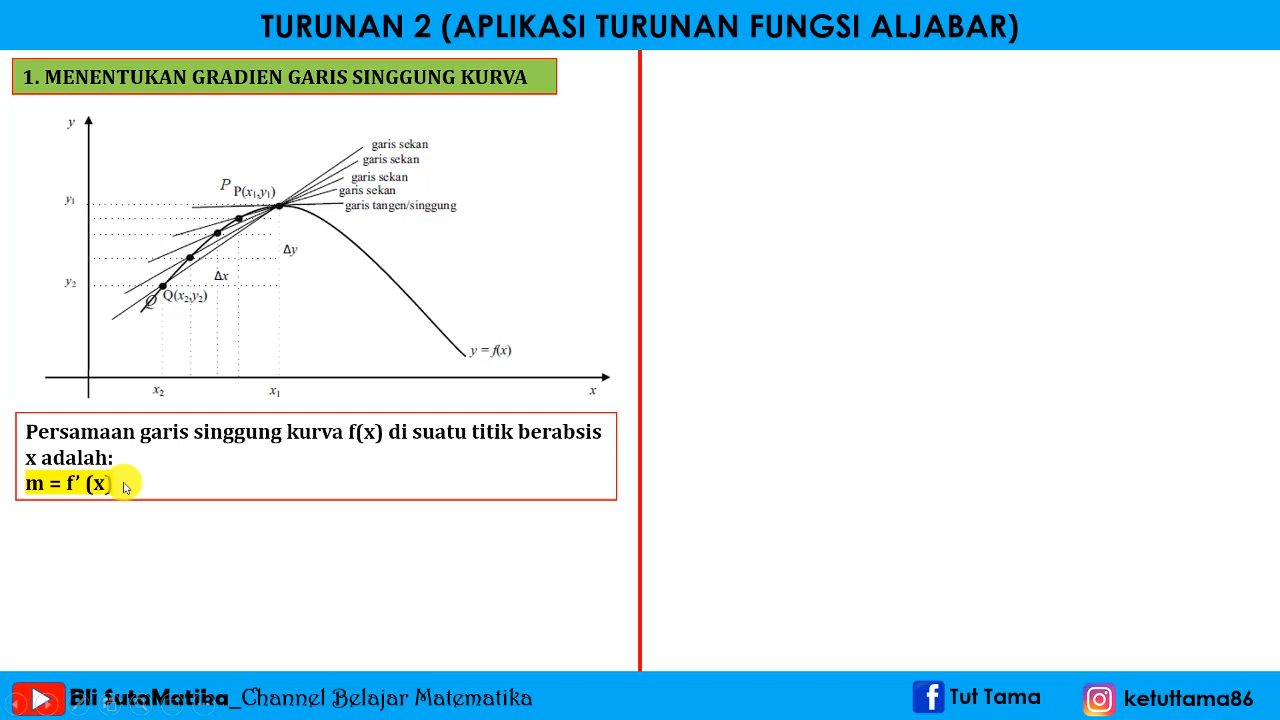 TURUNAN 2 (APLIKASI TURUNAN FUNGSI ALJABAR)
1. MENENTUKAN GRADIEN GARIS SINGGUNG KURVA
y
garis sekan
garis sekan
garis sekan
garis sekan
garis tangen/singgung
P P(x₁,y₁)
y₁
Δy
Δx
y₂
Q Q(x₂,y₂)
y = f(x)
x₂ x₁ x
Persamaan garis singgung kurva f(x) di suatu titik berabsis
x adalah:
m = f’ (x)
Bli SutaMatika_Channel Belajar Matematika
Tut Tama
ketuttama86